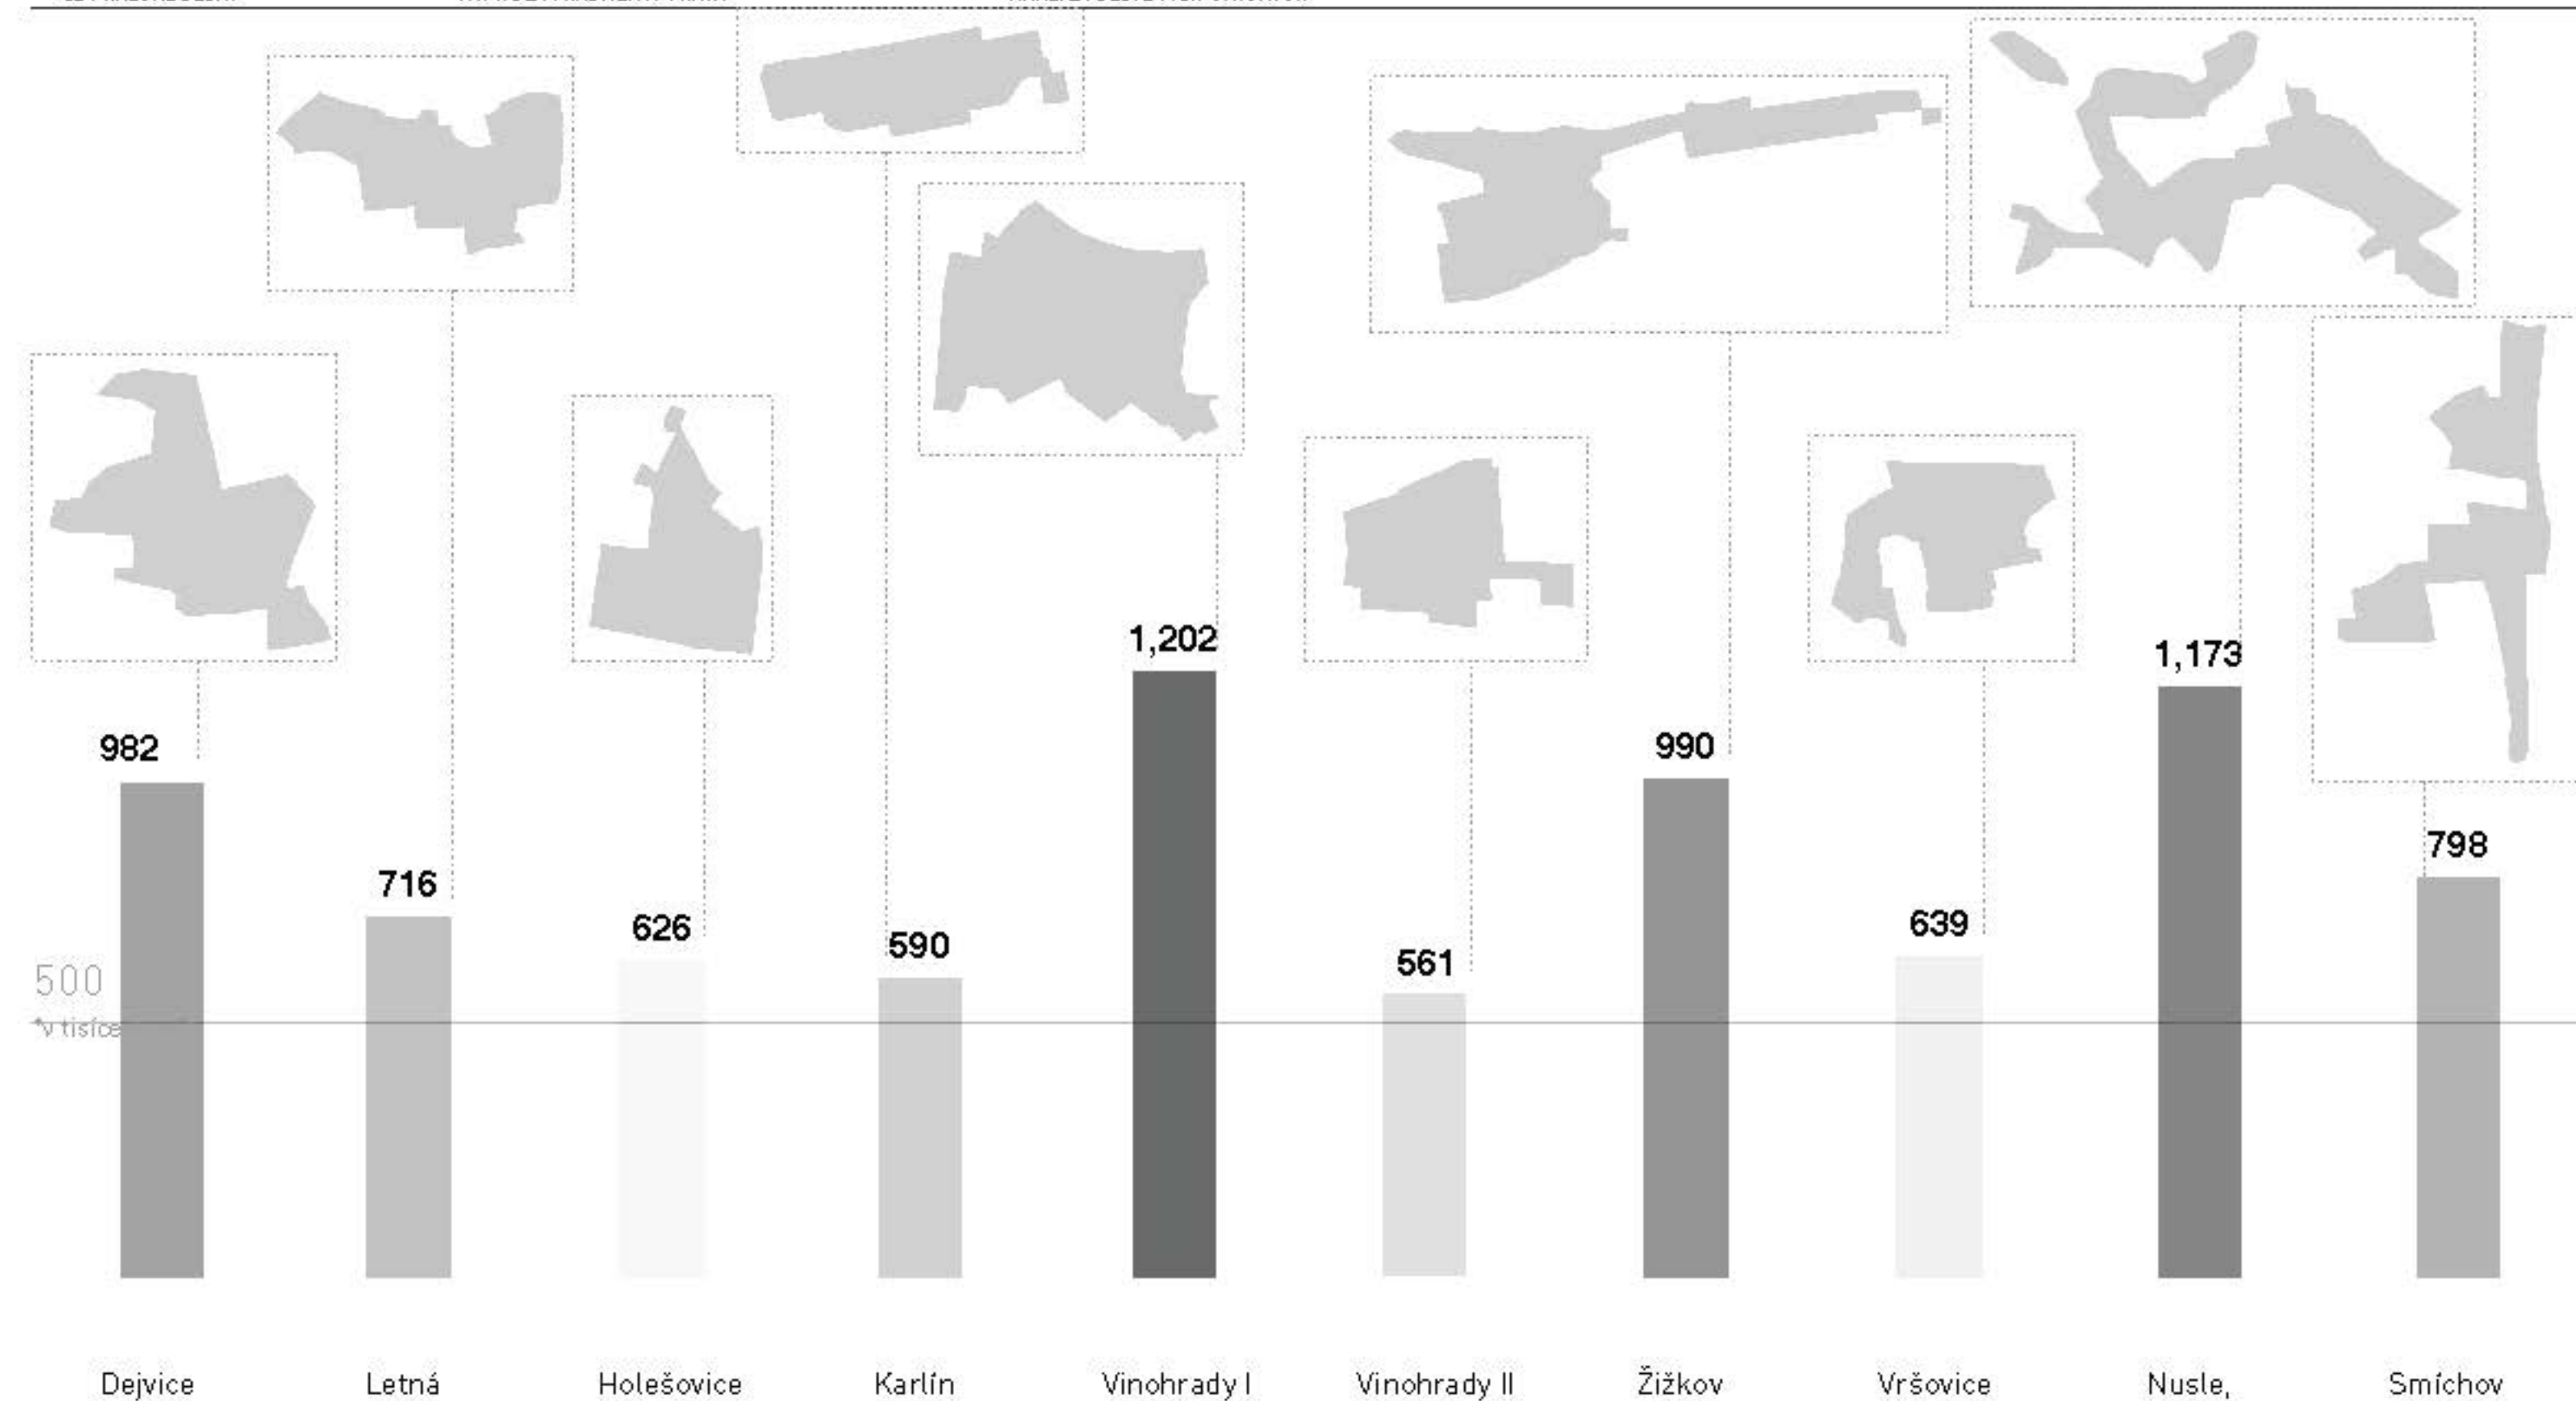 1,202
1,173
982
990
798
716
626
590
561
639
500
*v tisíce
Dejvice
Letná
Holešovice
Karlín
Vinohrady I
Vinohrady II
Žižkov
Vršovice
Nusle,
Smíchov